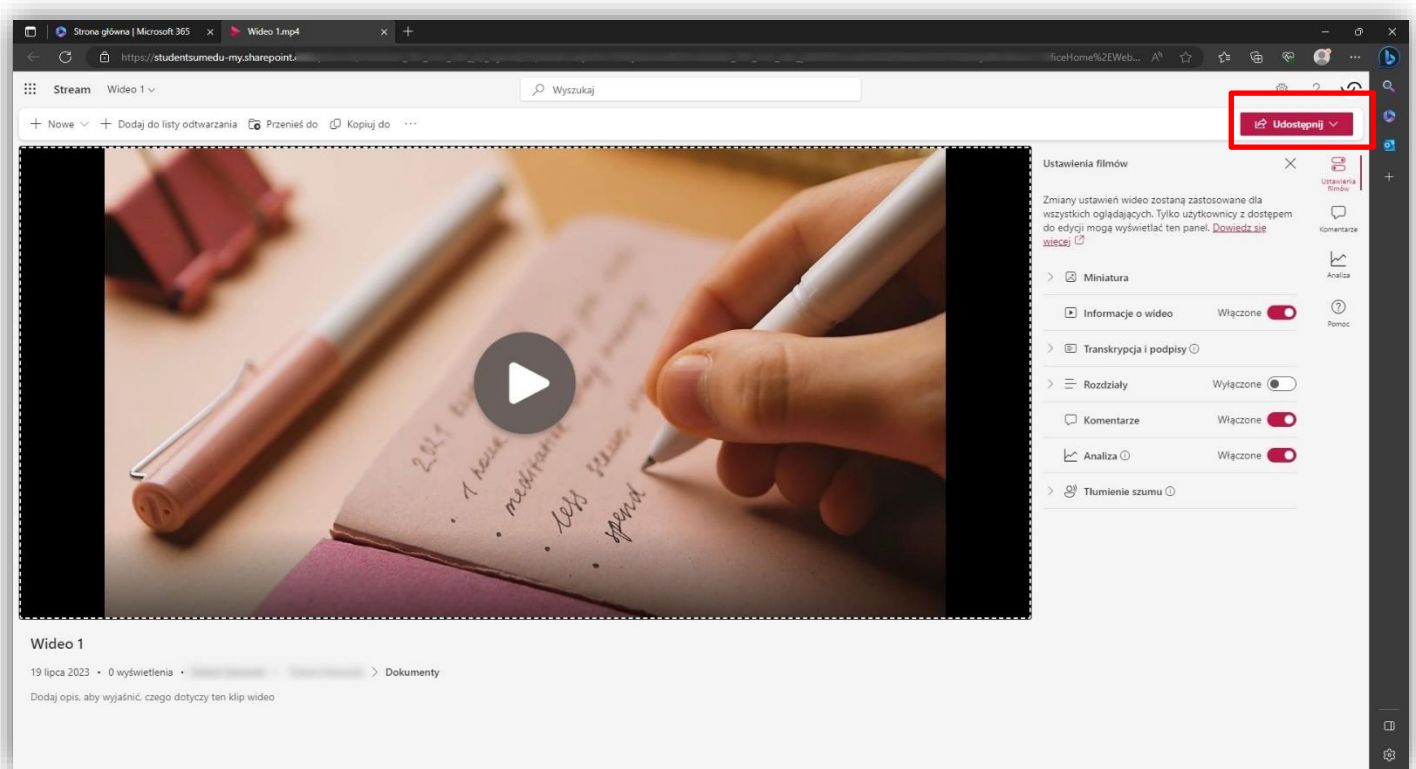 Strona główna | Microsoft 365
Wideo 1.mp4
https://studentsumedu-my.sharepoint.
ficeHome%2EWeb...
Stream Wideo 1
Wyszukaj
Nowe Dodaj do listy odtwarzania Przenieś do Kopiuj do ...
Udostępnij
2021
1 hour
meditative
less
spend
Ustawienia filmów
Zmiany ustawień wideo zostaną zastosowane dla
wszystkich oglądających. Tylko użytkownicy z dostępem
do edycji mogą wyświetlać ten panel. Dowiedz się
więcej
Miniatura
Informacje o wideo Włączone
Transkrypcja i podpisy
Rozdziały Wyłączone
Komentarze Włączone
Analiza Włączone
Tłumienie szumu
Ustawienia
filmów
Komentarze
Analiza
Pomoc
Wideo 1
19 lipca 2023 • 0 wyświetlenia •
Dokumenty
Dodaj opis, aby wyjaśnić, czego dotyczy ten klip wideo